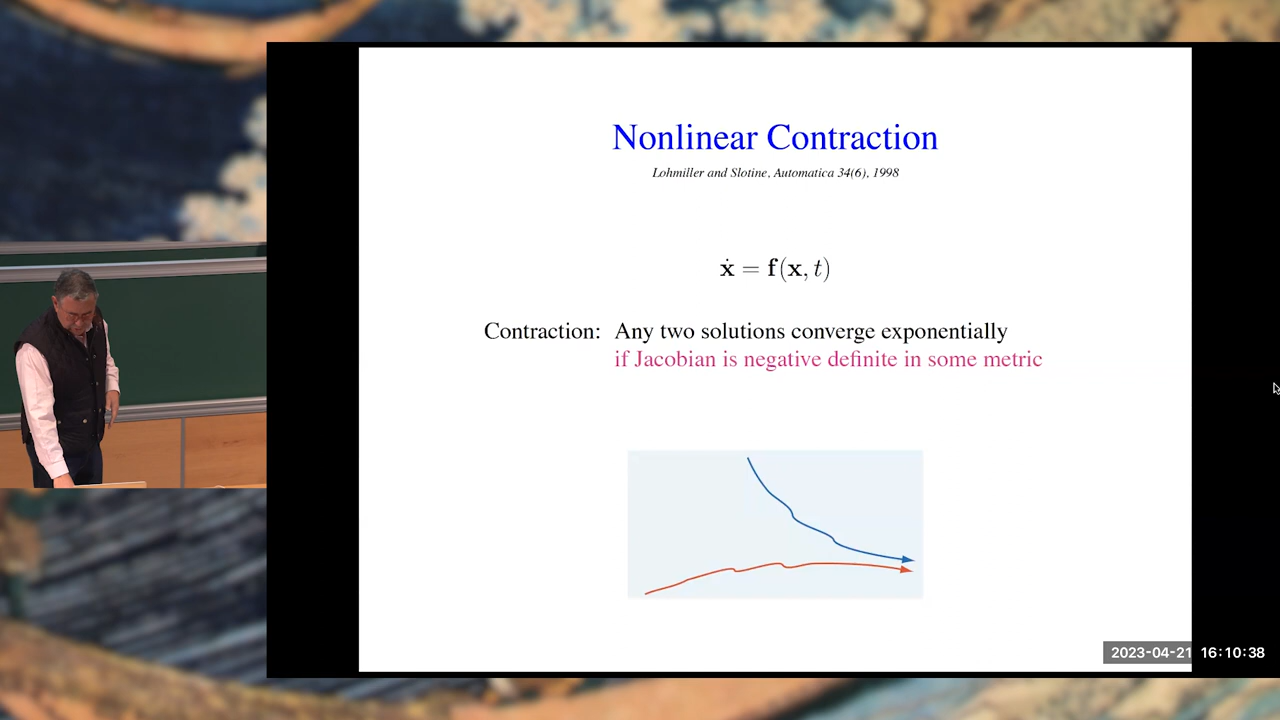 Nonlinear Contraction
Lohmiller and Slotine, Automatica 34(6), 1998
ẋ = f(x, t)
Contraction: Any two solutions converge exponentially
if Jacobian is negative definite in some metric
2023-04-21 16:10:38